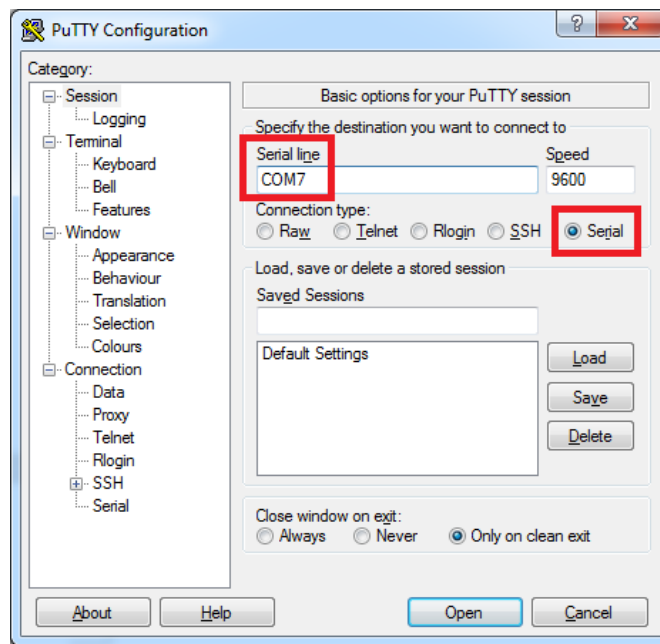 PuTTY Configuration
Category:
Session
Logging
Terminal
Keyboard
Bell
Features
Window
Appearance
Behaviour
Translation
Selection
Colours
Connection
Data
Proxy
Telnet
Rlogin
SSH
Serial
Basic options for your PuTTY session
Specify the destination you want to connect to
Serial line Speed
COM7 9600
Connection type:
Raw Telnet Rlogin SSH Serial
Load, save or delete a stored session
Saved Sessions
Default Settings
Load
Save
Delete
Close window on exit:
Always Never Only on clean exit
About Help Open Cancel